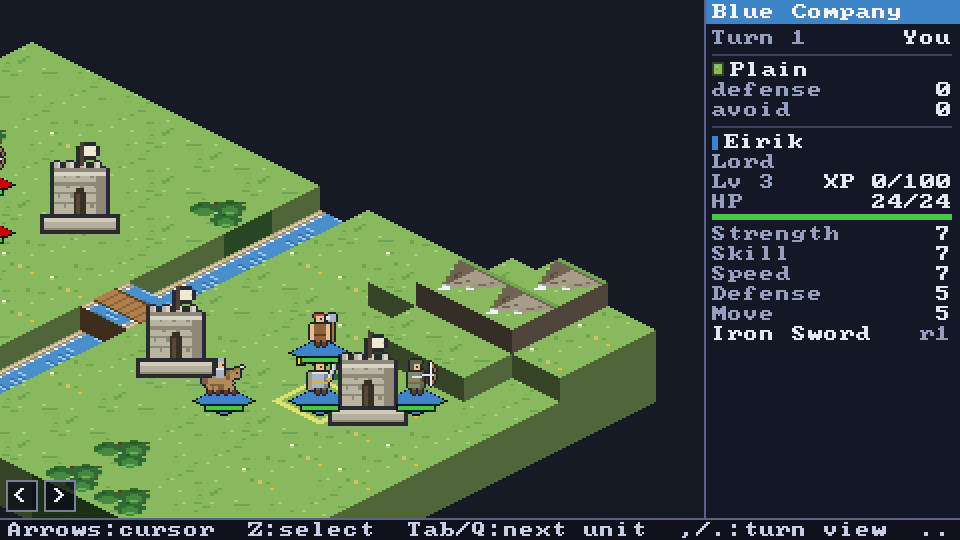 Blue Company
Turn 1 You
Plain
defense 0
avoid 0
Eirik
Lord
Lv 3 XP 0/100
HP 24/24
Strength 7
Skill 7
Speed 7
Defense 5
Move 5
Iron Sword r1
< >
Arrows:cursor Z:select Tab/Q:next unit ,/.:turn view ..